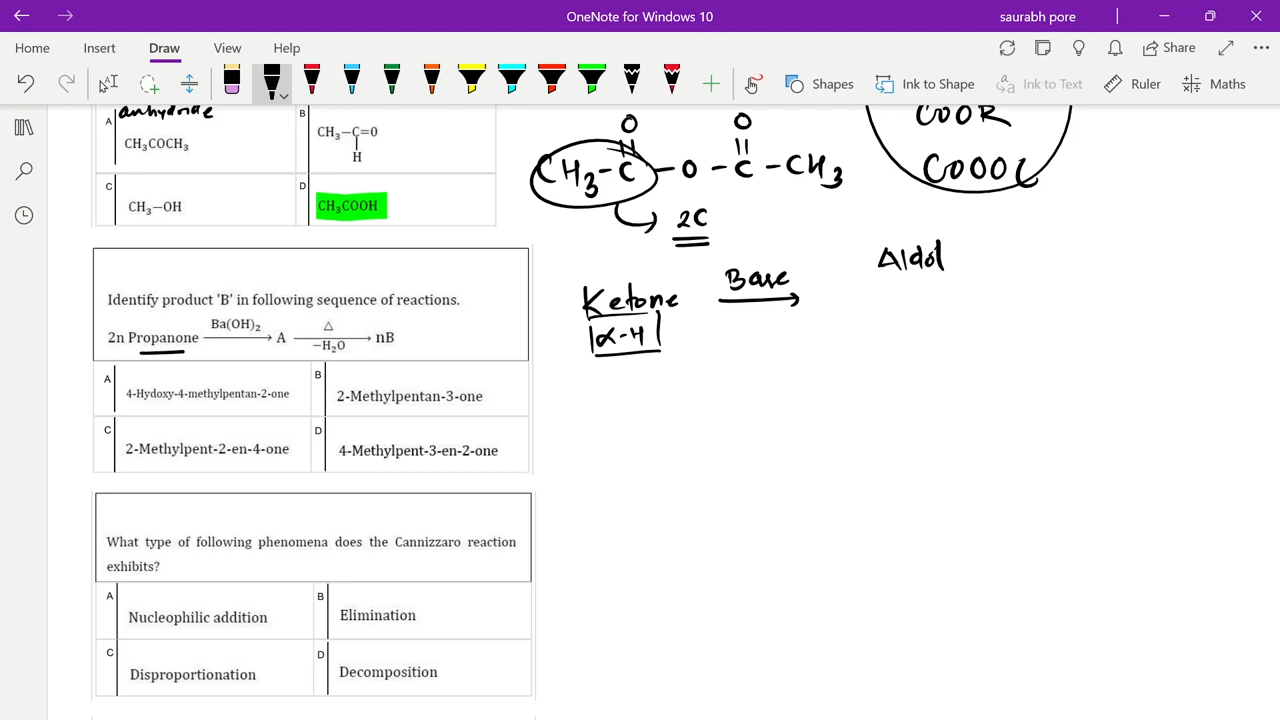 OneNote for Windows 10
saurabh pore
Home Insert Draw View Help
Share
Shapes Ink to Shape Ink to Text Ruler Maths
anhydride
A
CH₃COCH₃
B
CH₃–C=O
H
C
CH₃–OH
D
CH₃COOH
O O
CH₃–C–O–C–CH₃
2C
COOR
Identify product 'B' in following sequence of reactions.
2n Propanone Ba(OH)₂ → A △ –H₂O → nB
A
4-Hydoxy-4-methylpentan-2-one
B
2-Methylpentan-3-one
C
2-Methylpent-2-en-4-one
D
4-Methylpent-3-en-2-one
Ketone Base → Aldol
α-H
What type of following phenomena does the Cannizzaro reaction
exhibits?
A
Nucleophilic addition
B
Elimination
C
Disproportionation
D
Decomposition